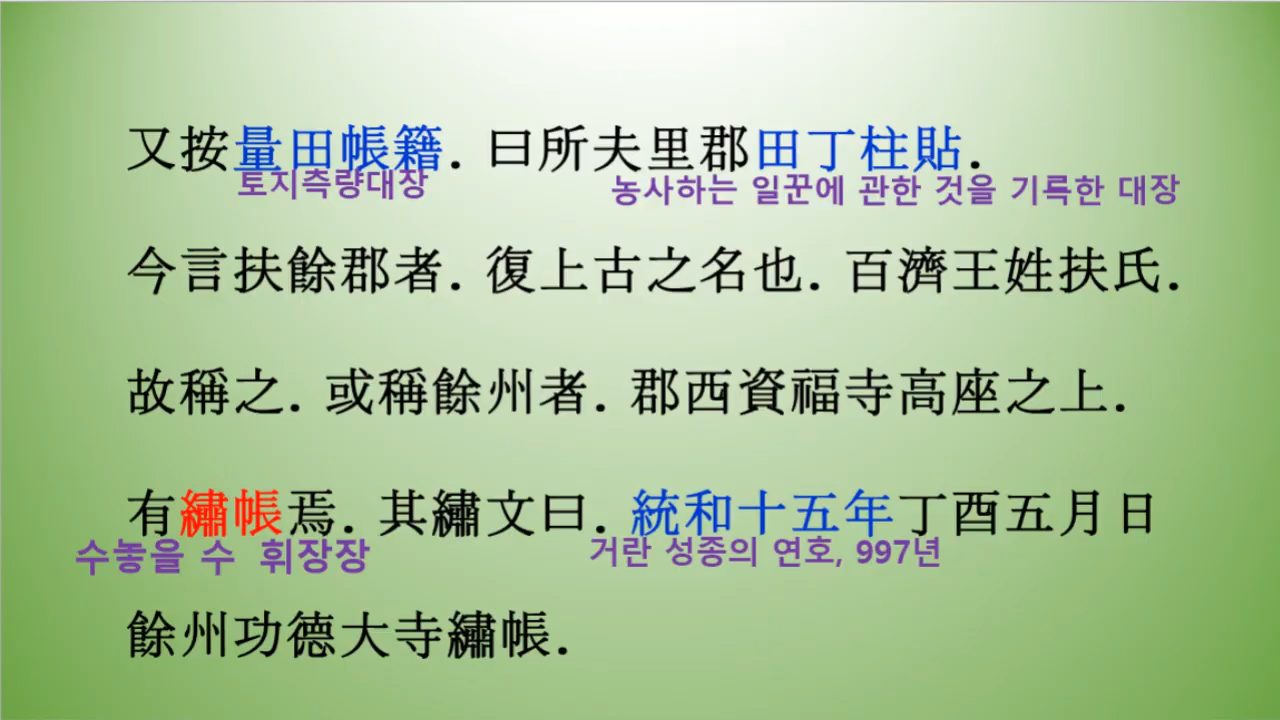 又按量田帳籍. 曰所夫里郡田丁柱貼.
토지측량대장 농사하는 일꾼에 관한 것을 기륵한 대장
今言扶餘郡者. 復上古之名也. 百濟王姓扶氏.
故稱之. 或稱餘州者. 郡西資福寺高座之上.
有繡帳焉. 其繡文曰. 統和十五年丁酉五月日
수놓을 수 휘장장 거란 성종의 연호, 997년
餘州功德大寺繡帳.